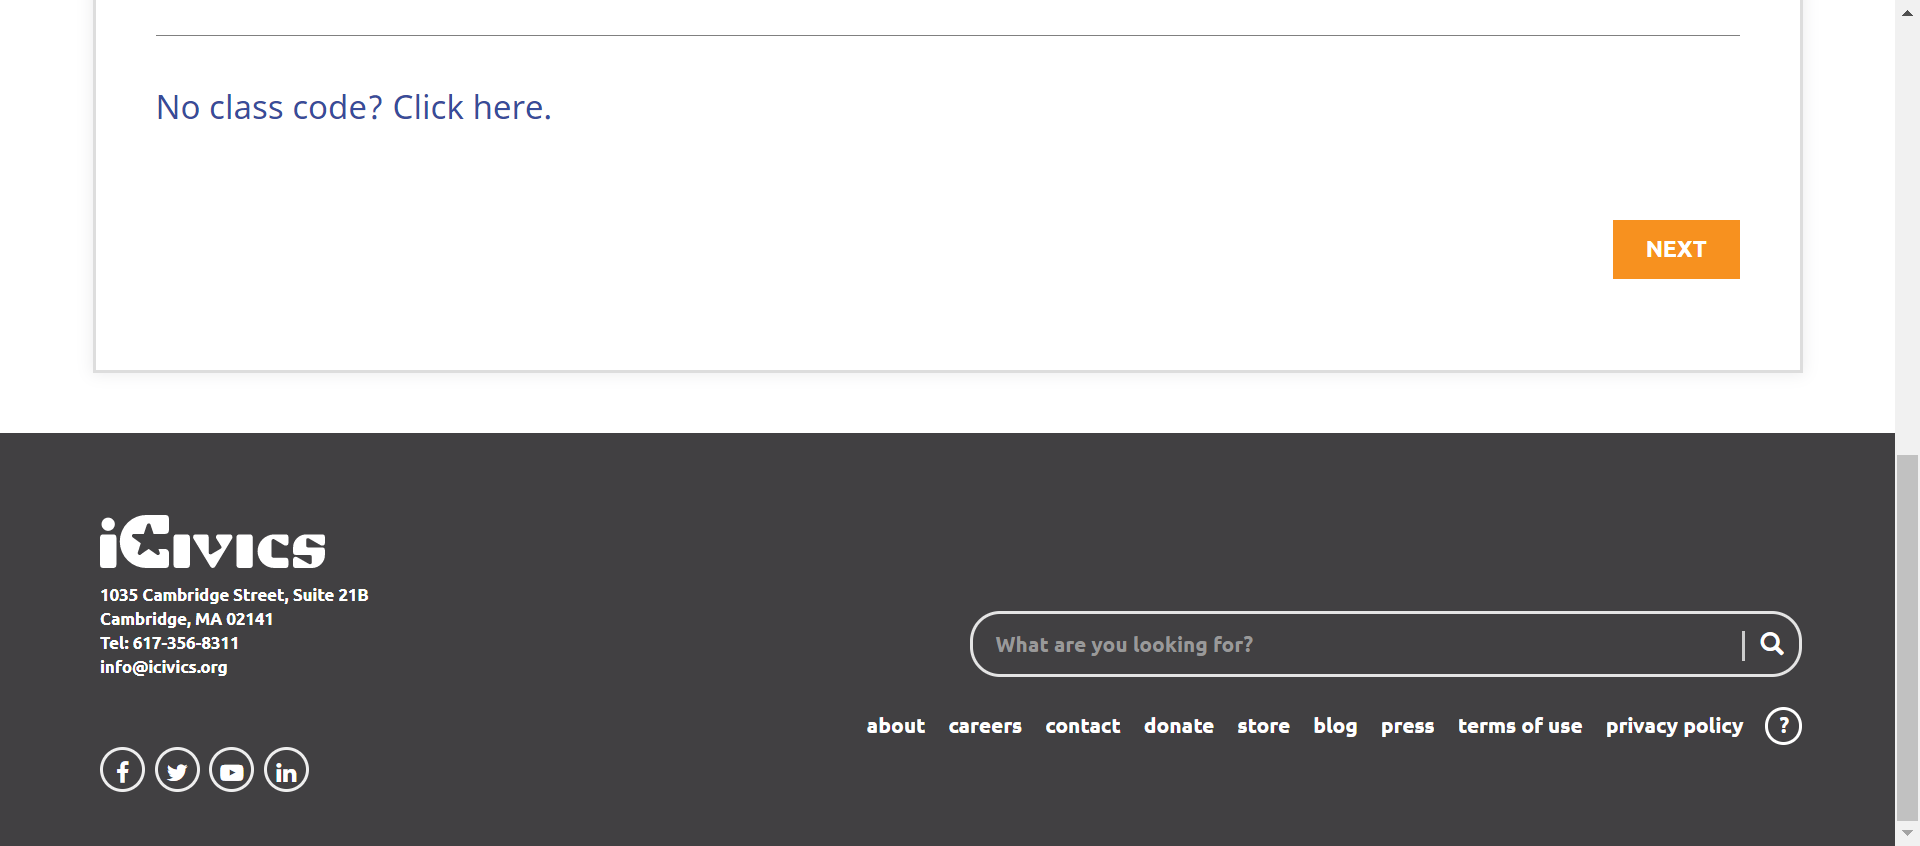 No class code? Click here.
NEXT
iCivics
1035 Cambridge Street, Suite 21B
Cambridge, MA 02141
Tel: 617-356-8311
info@icivics.org
What are you looking for?
about careers contact donate store blog press terms of use privacy policy ?